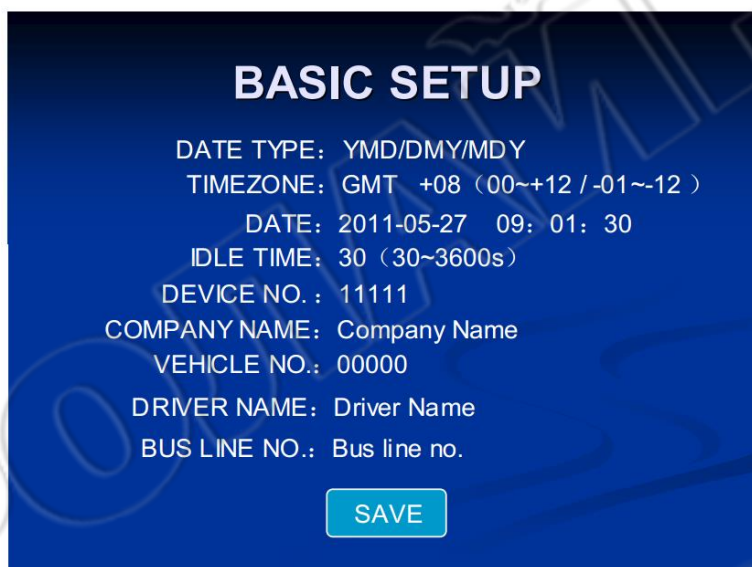 BASIC SETUP
DATE TYPE：YMD/DMY/MDY
TIMEZONE：GMT +08（00~+12 / -01~-12 ）
DATE：2011-05-27 09：01：30
IDLE TIME：30（30~3600s）
DEVICE NO. ：11111
COMPANY NAME：Company Name
VEHICLE NO.：00000
DRIVER NAME：Driver Name
BUS LINE NO.：Bus line no.
SAVE